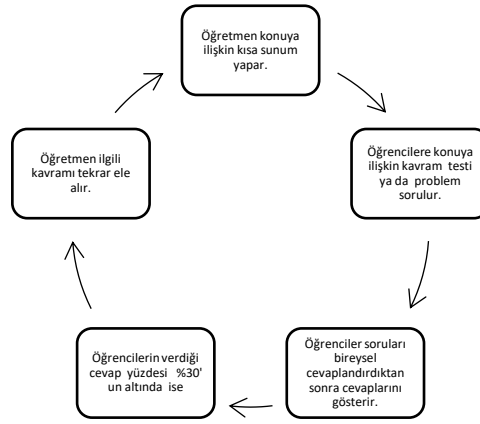 Öğretmen konuya
ilişkin kısa sunum
yapar.
Öğrencilere konuya
ilişkin kavram testi
ya da problem
sorulur.
Öğrenciler soruları
bireysel
cevaplandırdıktan
sonra cevaplarını
gösterir.
Öğrencilerin verdiği
cevap yüzdesi %30'
un altında ise
Öğretmen ilgili
kavramı tekrar ele
alır.